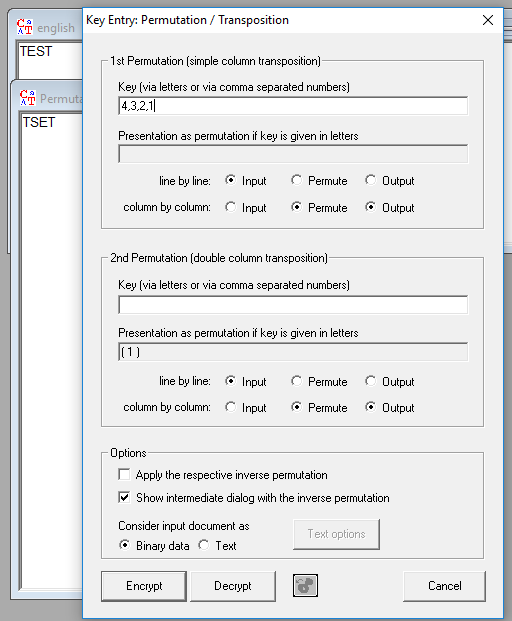 english
TEST
Permuta
TSET
Key Entry: Permutation / Transposition
1st Permutation (simple column transposition)
Key (via letters or via comma separated numbers)
4,3,2,1
Presentation as permutation if key is given in letters
line by line: Input Permute Output
column by column: Input Permute Output
2nd Permutation (double column transposition)
Key (via letters or via comma separated numbers)
Presentation as permutation if key is given in letters
( 1 )
line by line: Input Permute Output
column by column: Input Permute Output
Options
Apply the respective inverse permutation
Show intermediate dialog with the inverse permutation
Consider input document as
Binary data Text
Text options
Encrypt Decrypt Cancel